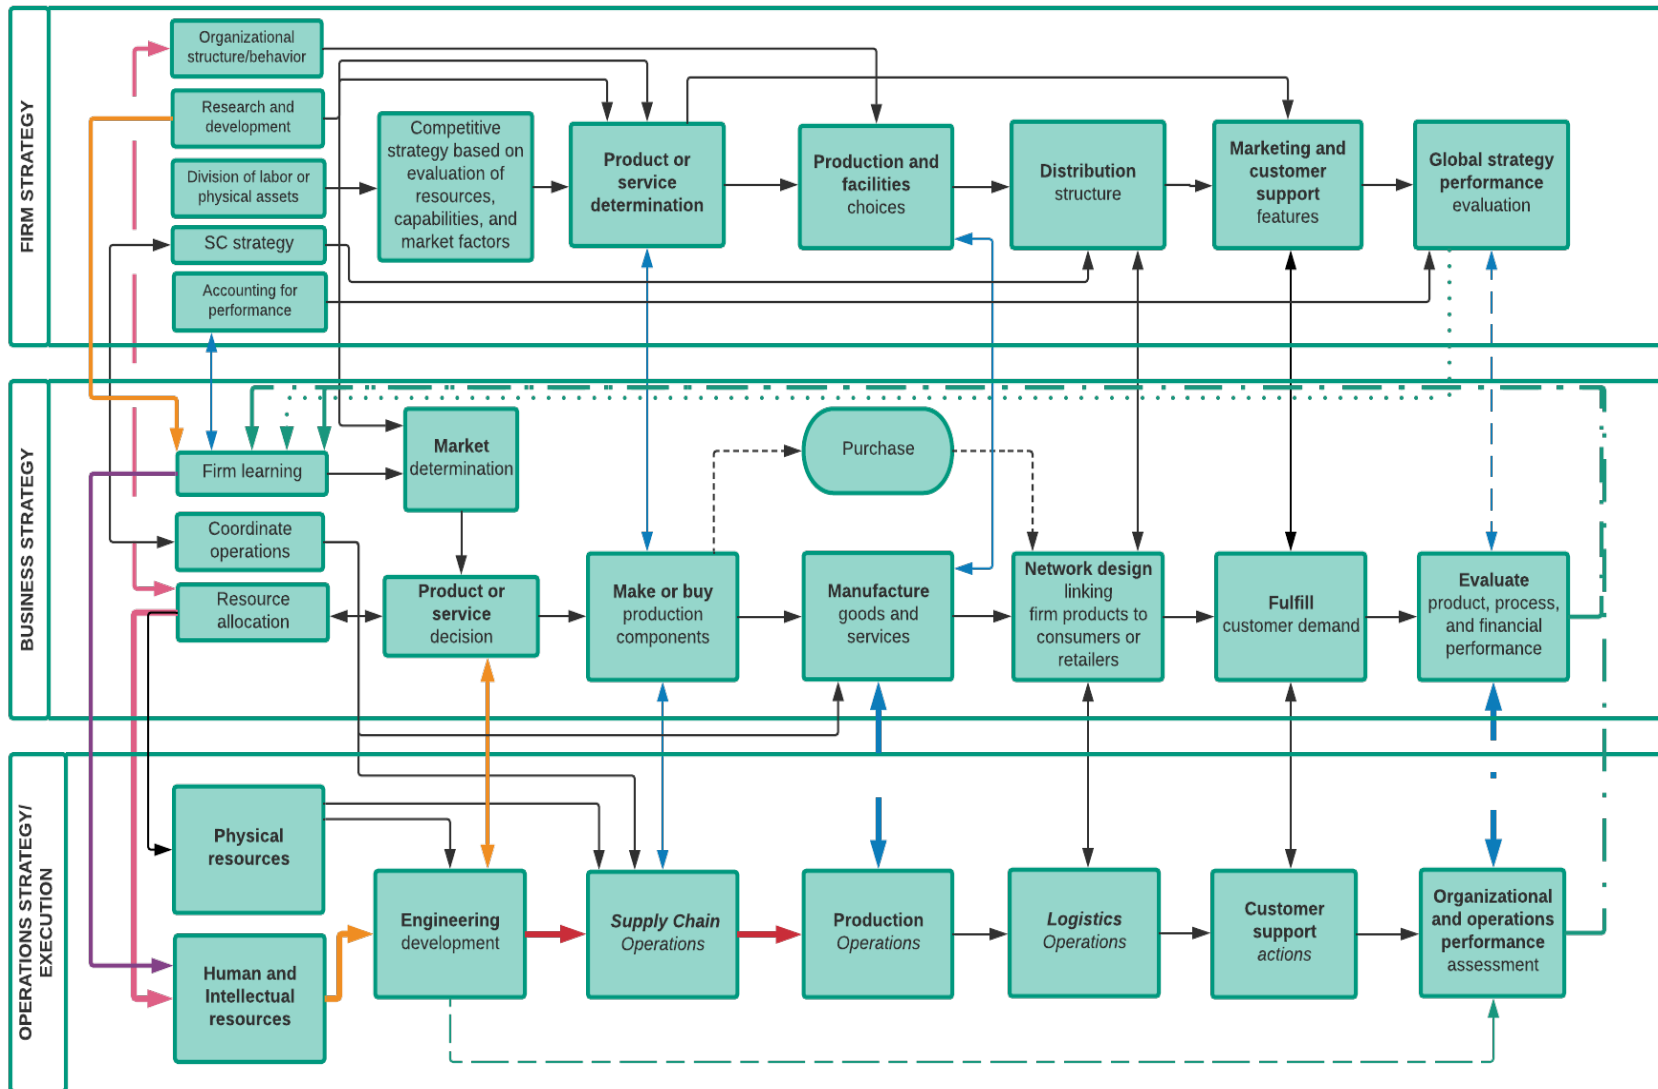 FIRM STRATEGY
Organizational
structure/behavior
Research and
development
Division of labor or
physical assets
SC strategy
Accounting for
performance
Competitive
strategy based on
evaluation of
resources,
capabilities, and
market factors
Product or
service
determination
Production and
facilities
choices
Distribution
structure
Marketing and
customer
support
features
Global strategy
performance
evaluation
BUSINESS STRATEGY
Firm learning
Coordinate
operations
Resource
allocation
Market
determination
Product or
service
decision
Purchase
Make or buy
production
components
Manufacture
goods and
services
Network design
linking
firm products to
consumers or
retailers
Fulfill
customer demand
Evaluate
product, process,
and financial
performance
OPERATIONS STRATEGY/
EXECUTION
Physical
resources
Human and
Intellectual
resources
Engineering
development
Supply Chain
Operations
Production
Operations
Logistics
Operations
Customer
support
actions
Organizational
and operations
performance
assessment